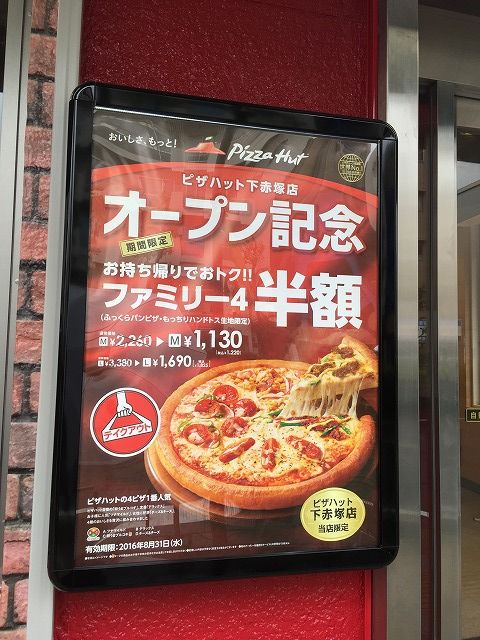 おいしさ、もっと!
Pizza Hut
ピザハット下赤塚店
オープン記念
期間限定
お持ち帰りでおトク!!
ファミリー4 半額
(ふっくらパンピザ・もっちりハンドトス生地限定)
M ¥2,260 ▶ M ¥1,130
(税込¥1,220)
L ¥3,380 ▶ L ¥1,690
テイクアウト
ピザハットの4ピザ1番人気
ピザハット
下赤塚店
当店限定
有効期限:2016年8月31日(水)